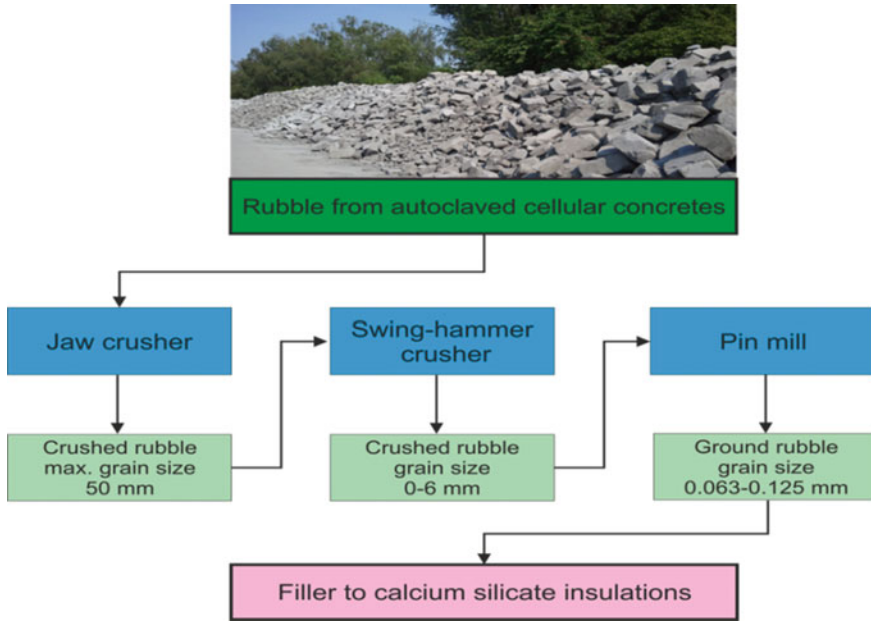 Rubble from autoclaved cellular concretes
Jaw crusher
Swing-hammer
crusher
Pin mill
Crushed rubble
max. grain size
50 mm
Crushed rubble
grain size
0-6 mm
Ground rubble
grain size
0.063-0.125 mm
Filler to calcium silicate insulations